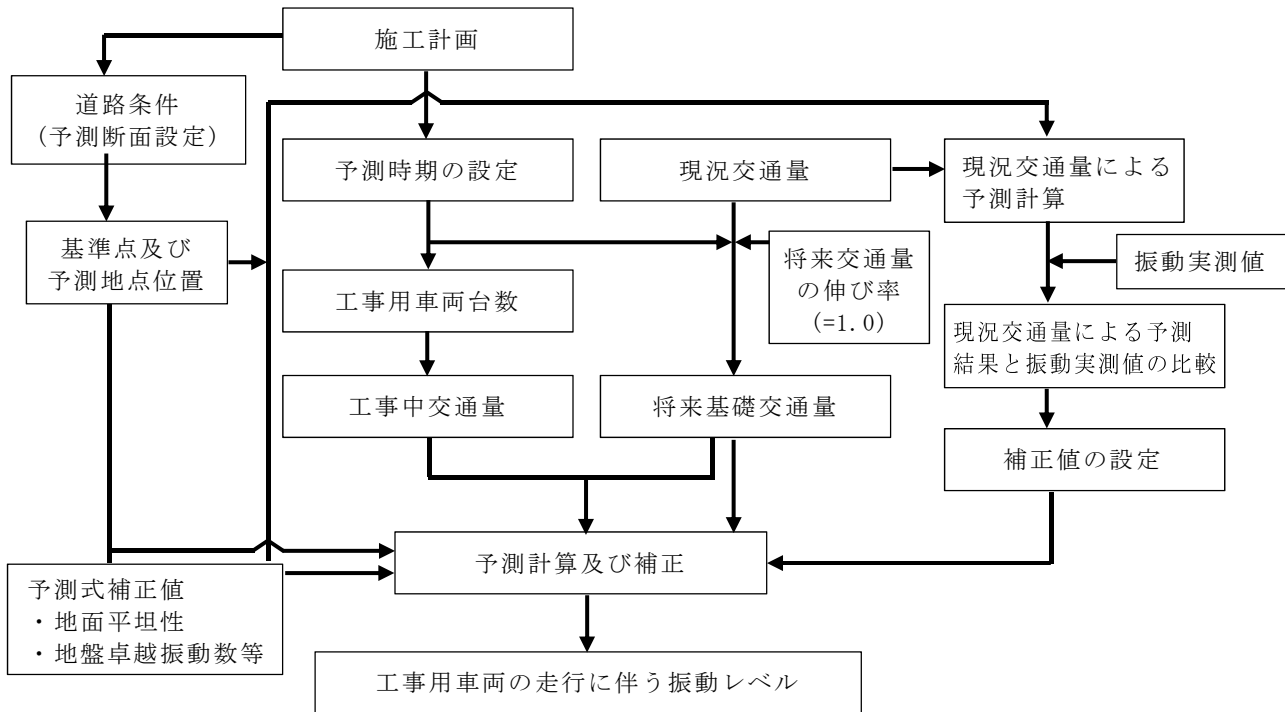 施工計画
道路条件
(予測断面設定)
予測時期の設定
現況交通量
現況交通量による
予測計算
基準点及び
予測地点位置
将来交通量
の伸び率
(=1.0)
振動実測値
工事用車両台数
現況交通量による予測
結果と振動実測値の比較
工事中交通量
将来基礎交通量
補正値の設定
予測計算及び補正
予測式補正値
・地面平坦性
・地盤卓越振動数等
工事用車両の走行に伴う振動レベル